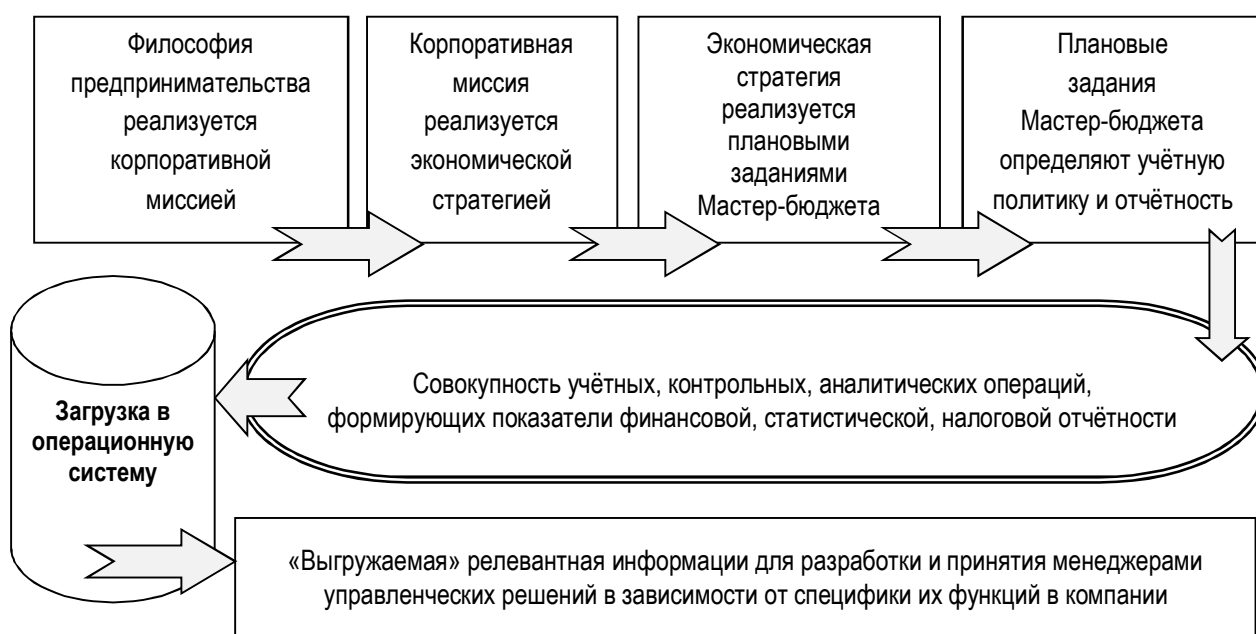 Философия
предпринимательства
реализуется
корпоративной
миссией
Корпоративная
миссия
реализуется
экономической
стратегией
Экономическая
стратегия
реализуется
плановыми
заданиями
Мастер-бюджета
Плановые
задания
Мастер-бюджета
определяют учётную
политику и отчётность
Совокупность учётных, контрольных, аналитических операций,
формирующих показатели финансовой, статистической, налоговой отчётности
Загрузка в
операционную
систему
«Выгружаемая» релевантная информации для разработки и принятия менеджерами
управленческих решений в зависимости от специфики их функций в компании